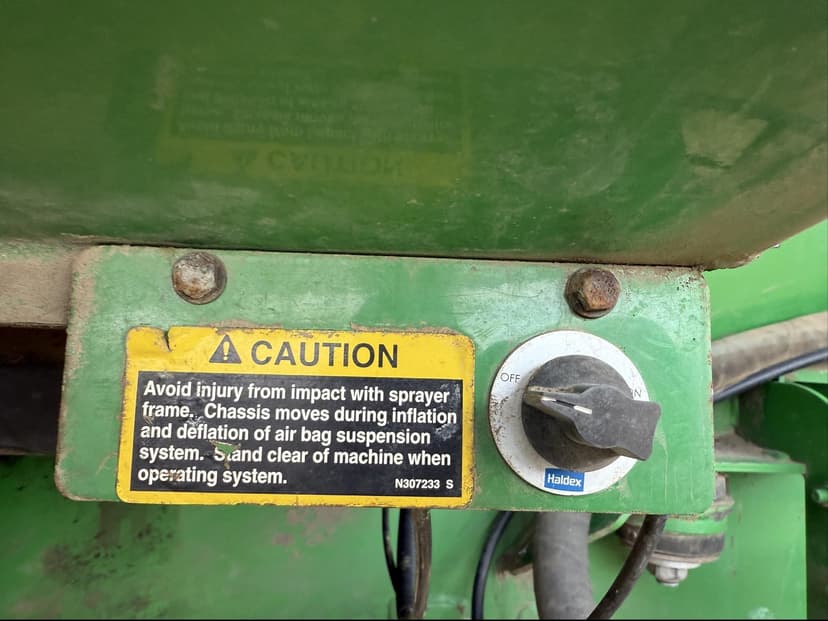 CAUTION
Avoid injury from impact with sprayer
frame. Chassis moves during inflation
and deflation of air bag suspension
system. Stand clear of machine when
operating system.
N307233 S
OFF
Haldex